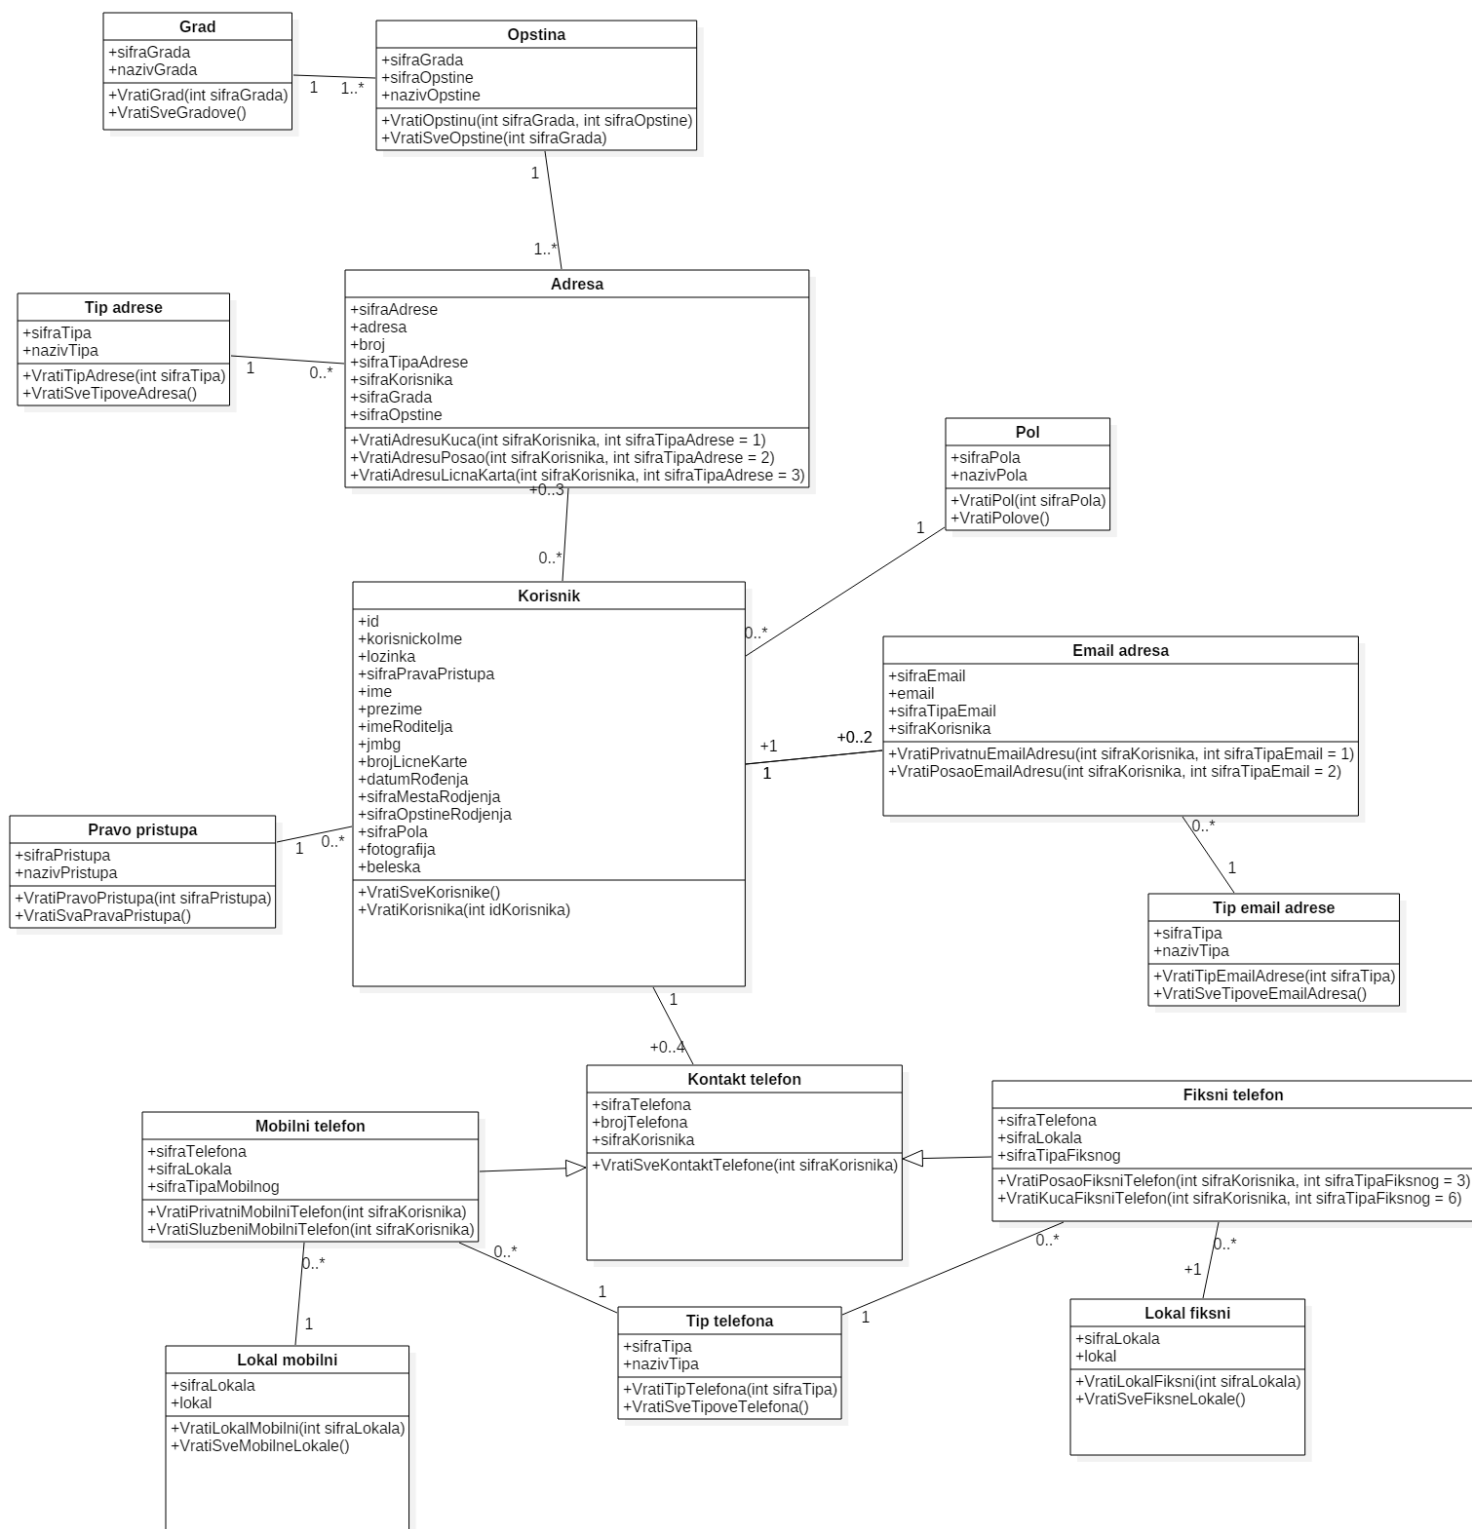 Grad
+sifraGrada
+nazivGrada
+VratiGrad(int sifraGrada)
+VratiSveGradove()
1
1..*
Opstina
+sifraGrada
+sifraOpstine
+nazivOpstine
+VratiOpstinu(int sifraGrada, int sifraOpstine)
+VratiSveOpstine(int sifraGrada)
1
1..*
Tip adrese
+sifraTipa
+nazivTipa
+VratiTipAdrese(int sifraTipa)
+VratiSveTipoveAdresa()
1
0..*
Adresa
+sifraAdrese
+adresa
+broj
+sifraTipaAdrese
+sifraKorisnika
+sifraGrada
+sifraOpstine
+VratiAdresuKuca(int sifraKorisnika, int sifraTipaAdrese = 1)
+VratiAdresuPosao(int sifraKorisnika, int sifraTipaAdrese = 2)
+VratiAdresuLicnaKarta(int sifraKorisnika, int sifraTipaAdrese = 3)
+0..3
0..*
Pol
+sifraPola
+nazivPola
+VratiPol(int sifraPola)
+VratiPolove()
1
0..*
Korisnik
+id
+korisnickoIme
+lozinka
+sifraPravaPristupa
+ime
+prezime
+imeRoditelja
+jmbg
+brojLicneKarte
+datumRođenja
+sifraMestaRodjenja
+sifraOpstineRodjenja
+sifraPola
+fotografija
+beleska
+VratiSveKorisnike()
+VratiKorisnika(int idKorisnika)
+1
1
+0..2
Email adresa
+sifraEmail
+email
+sifraTipaEmail
+sifraKorisnika
+VratiPrivatnuEmailAdresu(int sifraKorisnika, int sifraTipaEmail = 1)
+VratiPosaoEmailAdresu(int sifraKorisnika, int sifraTipaEmail = 2)
0..*
1
Tip email adrese
+sifraTipa
+nazivTipa
+VratiTipEmailAdrese(int sifraTipa)
+VratiSveTipoveEmailAdresa()
Pravo pristupa
+sifraPristupa
+nazivPristupa
+VratiPravoPristupa(int sifraPristupa)
+VratiSvaPravaPristupa()
1
0..*
1
+0..4
Kontakt telefon
+sifraTelefona
+brojTelefona
+sifraKorisnika
+VratiSveKontaktTelefone(int sifraKorisnika)
Mobilni telefon
+sifraTelefona
+sifraLokala
+sifraTipaMobilnog
+VratiPrivatniMobilniTelefon(int sifraKorisnika)
+VratiSluzbeniMobilniTelefon(int sifraKorisnika)
0..*
1
0..*
1
Fiksni telefon
+sifraTelefona
+sifraLokala
+sifraTipaFiksnog
+VratiPosaoFiksniTelefon(int sifraKorisnika, int sifraTipaFiksnog = 3)
+VratiKucaFiksniTelefon(int sifraKorisnika, int sifraTipaFiksnog = 6)
0..*
1
0..*
+1
Tip telefona
+sifraTipa
+nazivTipa
+VratiTipTelefona(int sifraTipa)
+VratiSveTipoveTelefona()
Lokal fiksni
+sifraLokala
+lokal
+VratiLokalFiksni(int sifraLokala)
+VratiSveFiksneLokale()
Lokal mobilni
+sifraLokala
+lokal
+VratiLokalMobilni(int sifraLokala)
+VratiSveMobilneLokale()